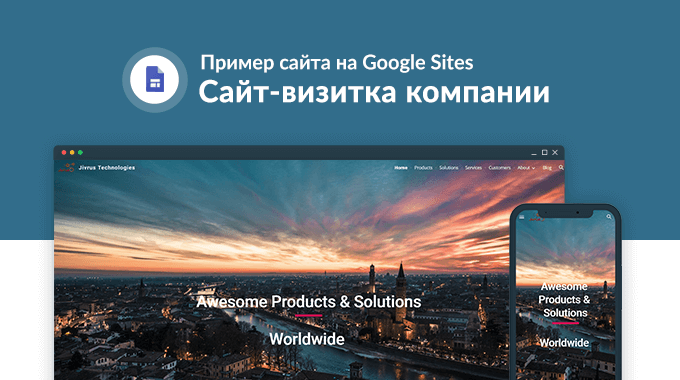 Пример сайта на Google Sites
Сайт-визитка компании
Jivrus Technologies
Home Products Solutions Services Customers About Blog
Awesome Products & Solutions
Worldwide
Awesome
Products &
Solutions
Worldwide